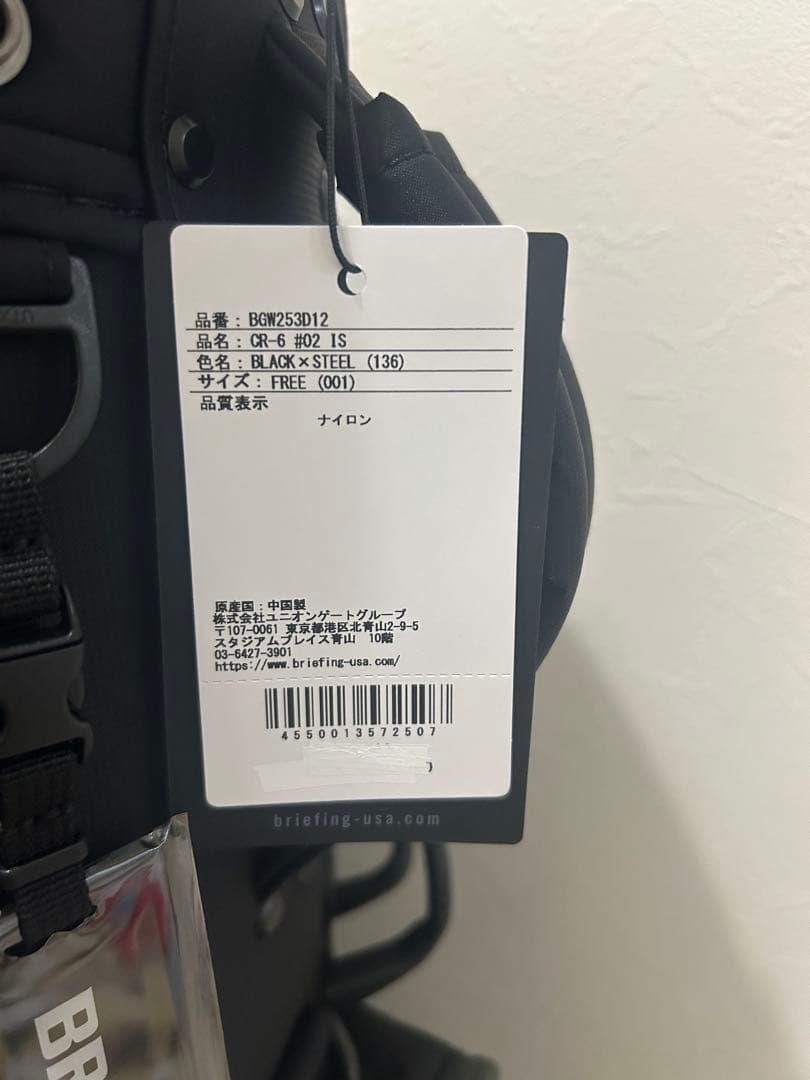 品番：BGW253D12
品名：CR-6 #02 IS
色名：BLACK×STEEL (136)
サイズ：FREE (001)
品質表示
ナイロン
原産国：中国製
株式会社ユニオンゲートグループ
〒107-0061 東京都港区北青山2-9-5
スタジアムプレイス青山 10階
03-6427-3901
https://www.briefing-usa.com/
4550013572507
briefing-usa.com
BR